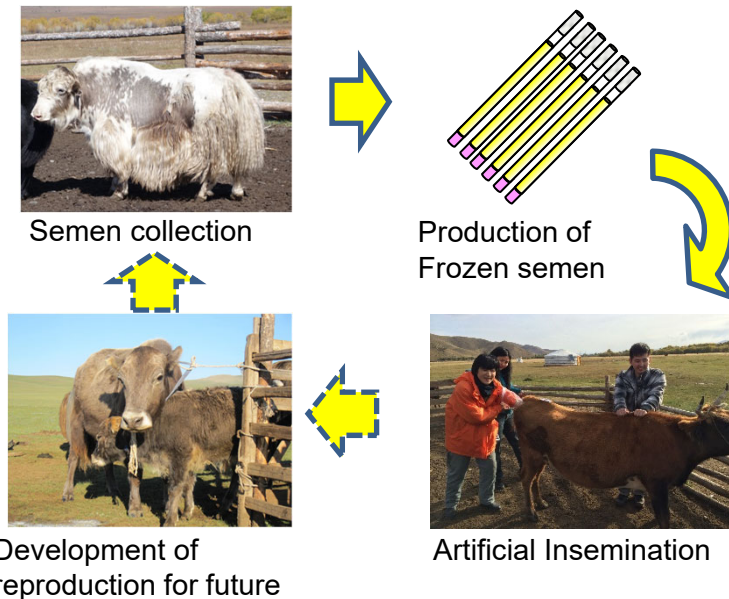 Semen collection
Production of
Frozen semen
Artificial Insemination
Development of
reproduction for future